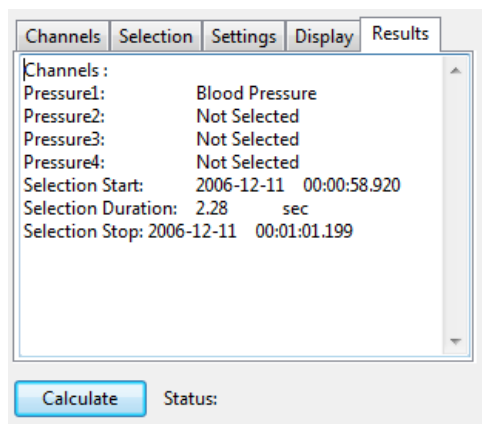 Channels Selection Settings Display Results
Channels :
Pressure1: Blood Pressure
Pressure2: Not Selected
Pressure3: Not Selected
Pressure4: Not Selected
Selection Start: 2006-12-11 00:00:58.920
Selection Duration: 2.28 sec
Selection Stop: 2006-12-11 00:01:01.199
Calculate Status: